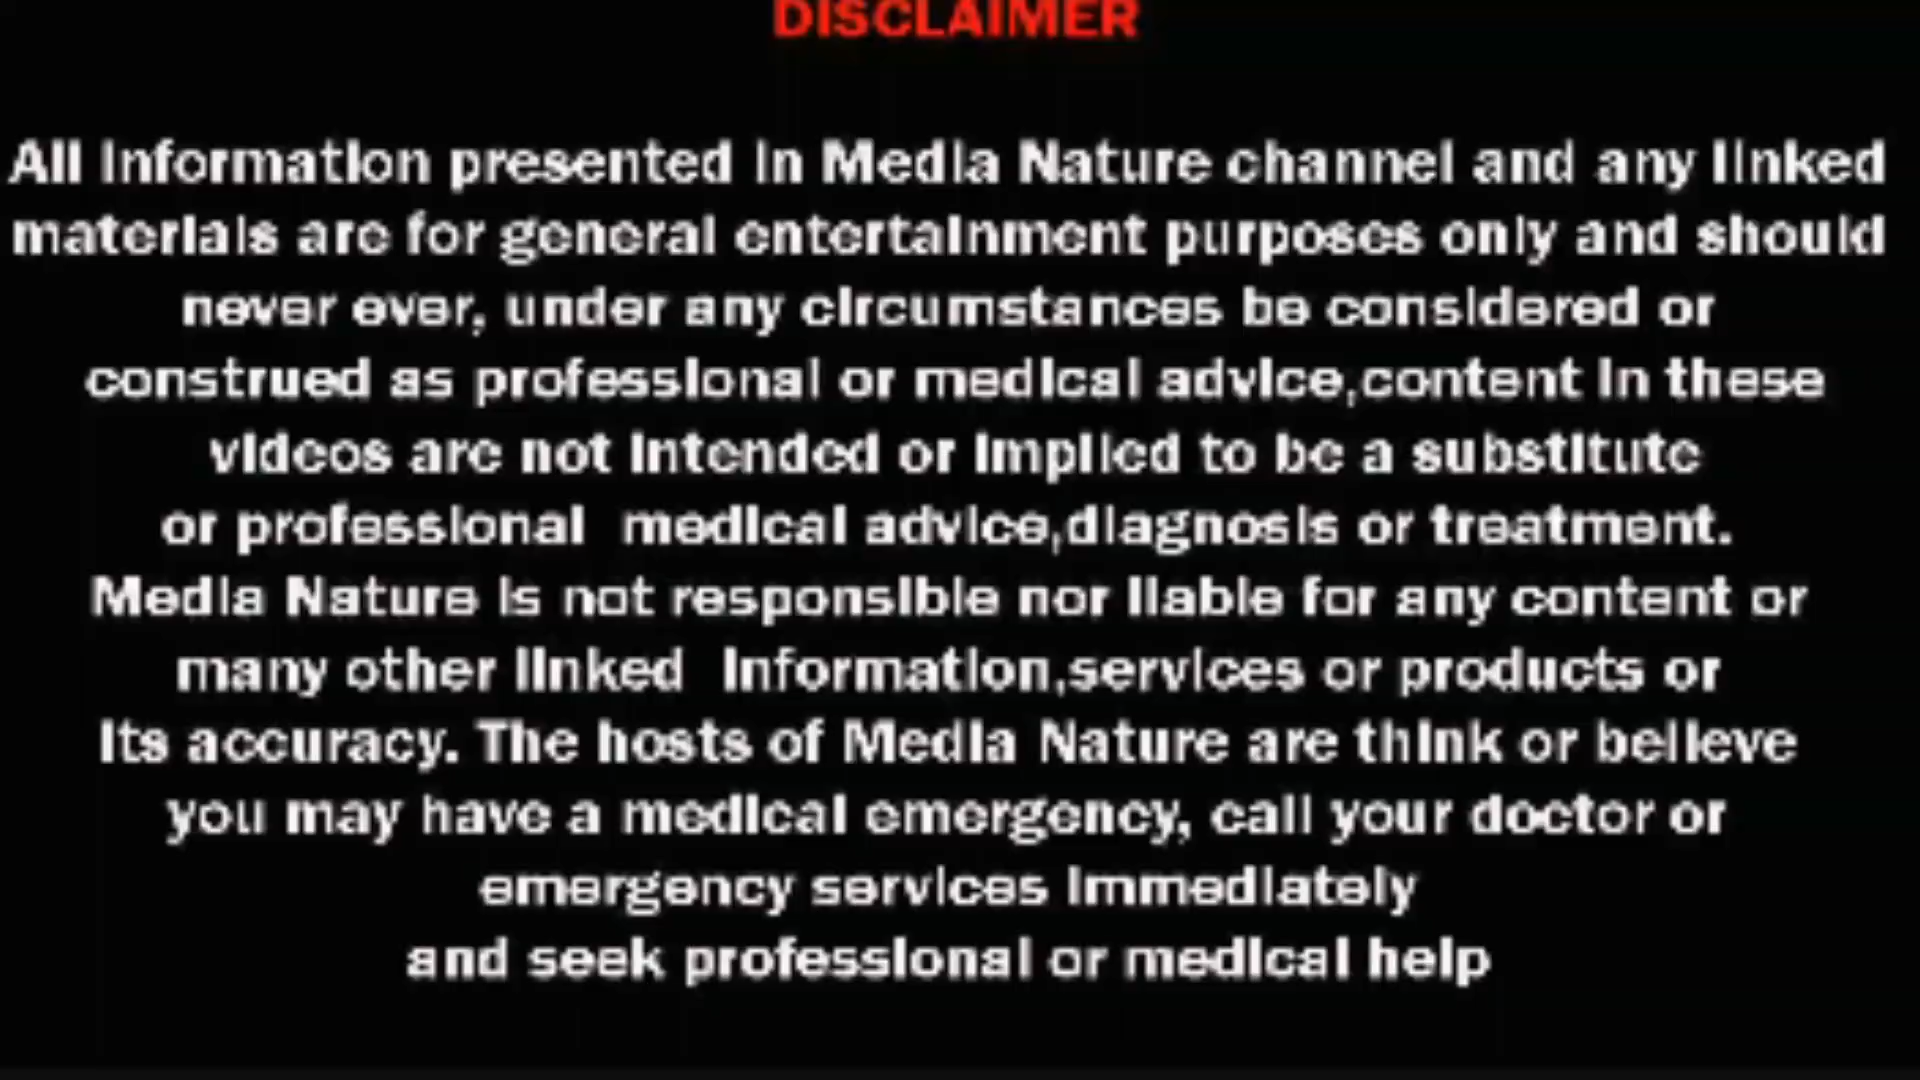 DISCLAIMER
All Information presented in Media Nature channel and any linked
materials are for general entertainment purposes only and should
never ever, under any circumstances be considered or
construed as professional or medical advice,content in these
videos are not intended or implied to be a substitute
or professional medical advice,diagnosis or treatment.
Media Nature is not responsible nor liable for any content or
many other linked Information,services or products or
its accuracy. The hosts of Media Nature are think or believe
you may have a medical emergency, call your doctor or
emergency services immediately
and seek professional or medical help